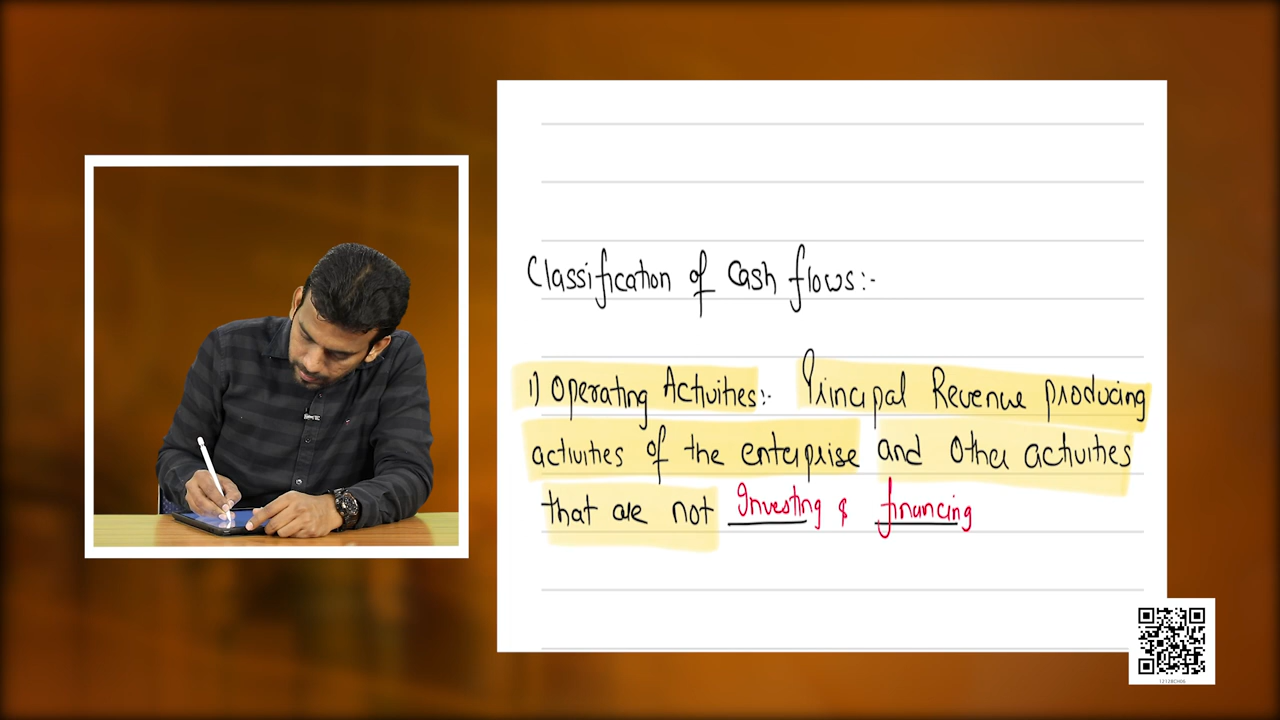 Classification of Cash flows:-
1) Operating Activities:- Principal Revenue producing
activities of the enterprise and Other activities
that are not Investing & financing
1212BCH06